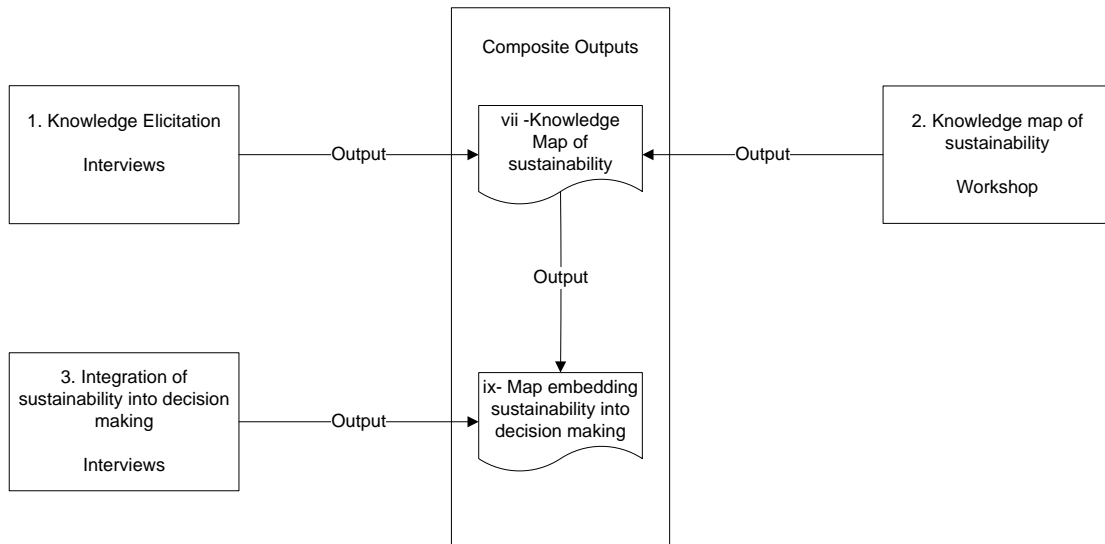 Composite Outputs
1. Knowledge Elicitation
Interviews
Output
vii -Knowledge
Map of
sustainability
Output
2. Knowledge map of
sustainability
Workshop
Output
3. Integration of
sustainability into decision
making
Interviews
Output
ix- Map embedding
sustainability into
decision making